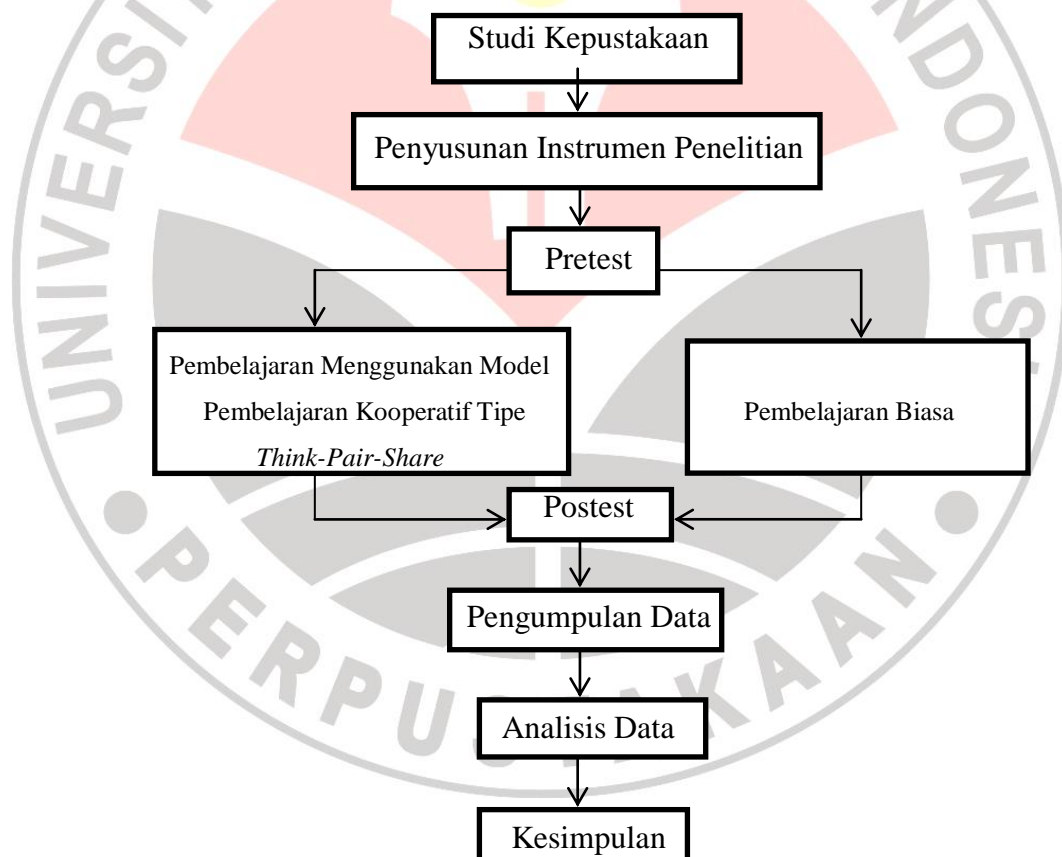 Studi Kepustakaan
Penyusunan Instrumen Penelitian
Pretest
Pembelajaran Menggunakan Model
Pembelajaran Kooperatif Tipe
Think-Pair-Share
Pembelajaran Biasa
Postest
Pengumpulan Data
Analisis Data
Kesimpulan
PERPUSTAKAAN